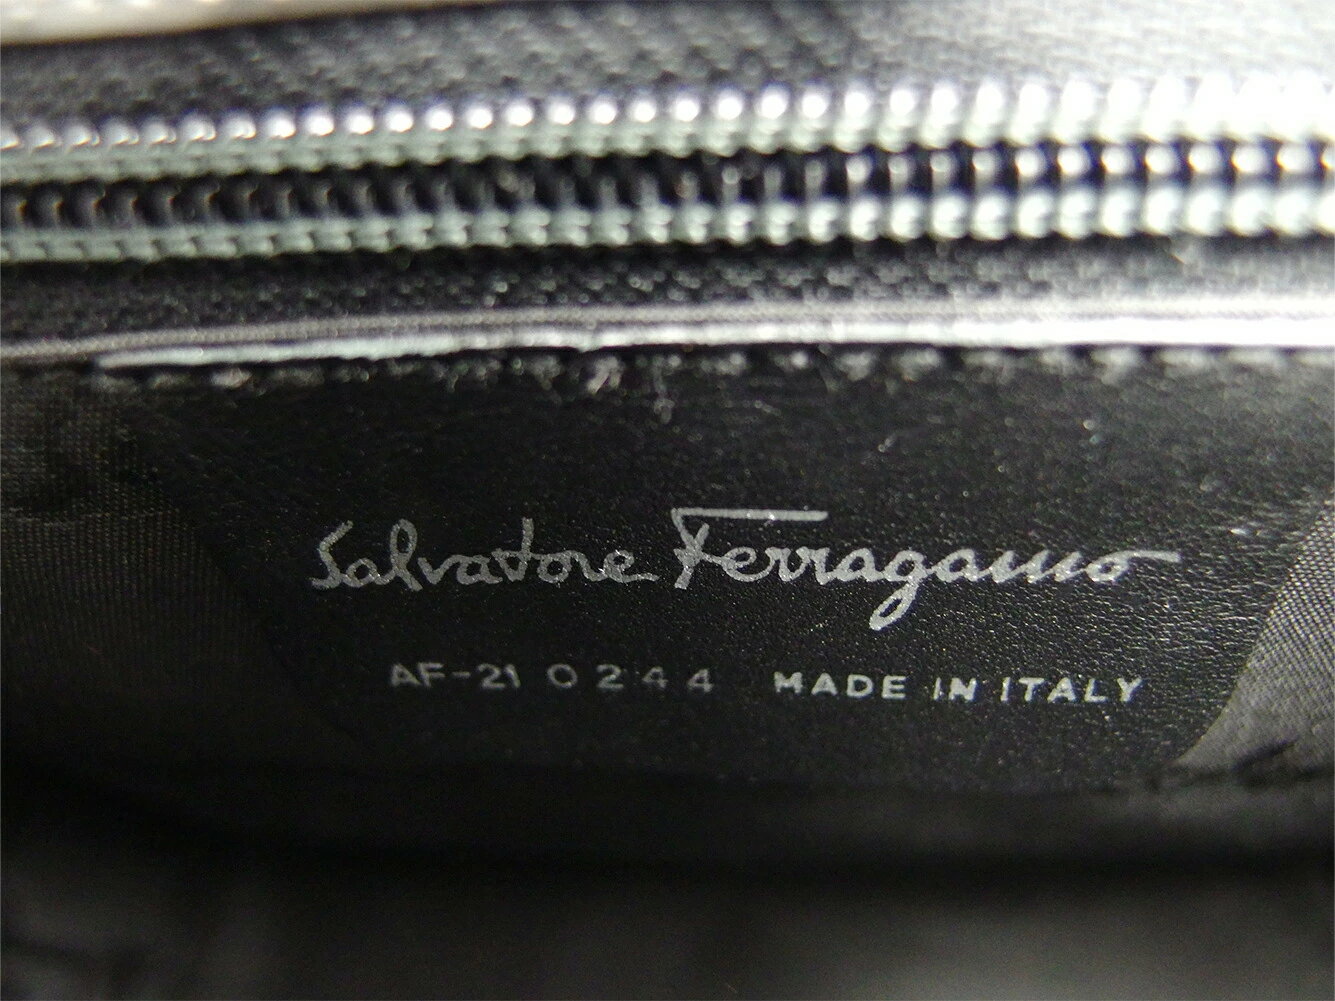 Salvatore Ferragamo
AF-21 0244 MADE IN ITALY